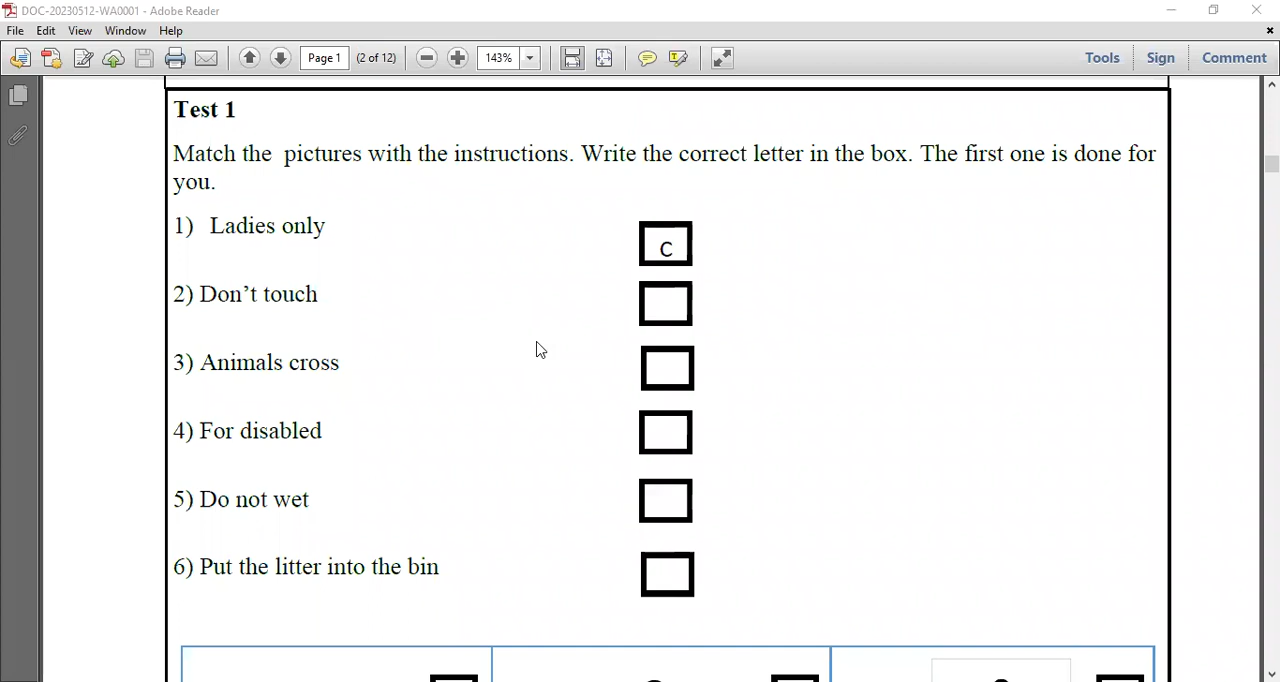 DOC-20230512-WA0001 - Adobe Reader
File Edit View Window Help
Page 1 (2 of 12) 143% Tools Sign Comment
Test 1
Match the pictures with the instructions. Write the correct letter in the box. The first one is done for
you.
1) Ladies only
C
2) Don’t touch
3) Animals cross
4) For disabled
5) Do not wet
6) Put the litter into the bin